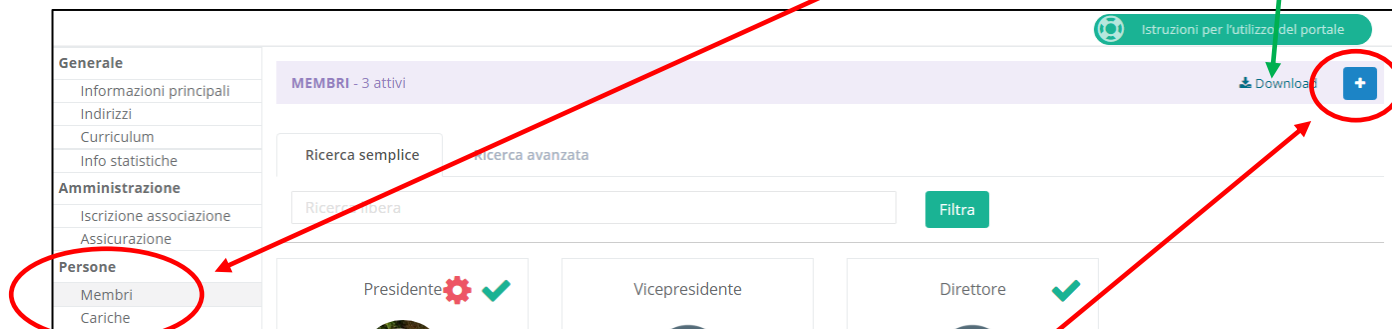 Istruzioni per l'utilizzo del portale
Generale
Informazioni principali
Indirizzi
Curriculum
Info statistiche
Amministrazione
Iscrizione associazione
Assicurazione
Persone
Membri
Cariche
MEMBRI - 3 attivi
Download
+
Ricerca semplice
Ricerca avanzata
Ricerca libera
Filtra
Presidente
Vicepresidente
Direttore